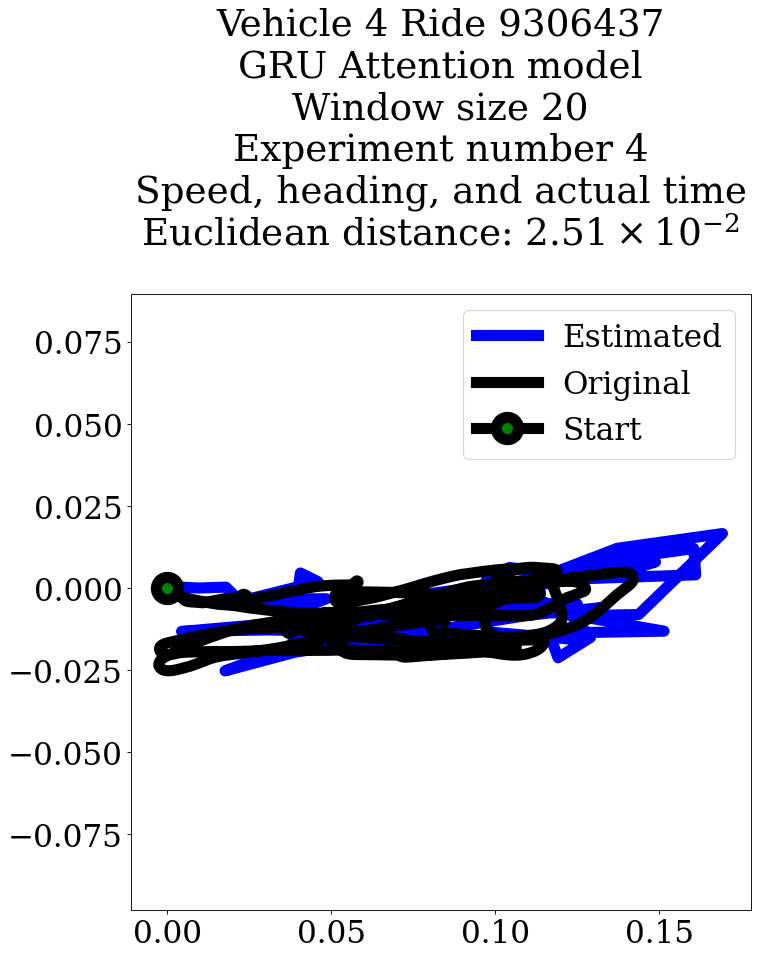 Vehicle 4 Ride 9306437
GRU Attention model
Window size 20
Experiment number 4
Speed, heading, and actual time
Euclidean distance: 2.51 × 10⁻²
Estimated
Original
Start
0.075
0.050
0.025
0.000
−0.025
−0.050
−0.075
0.00 0.05 0.10 0.15